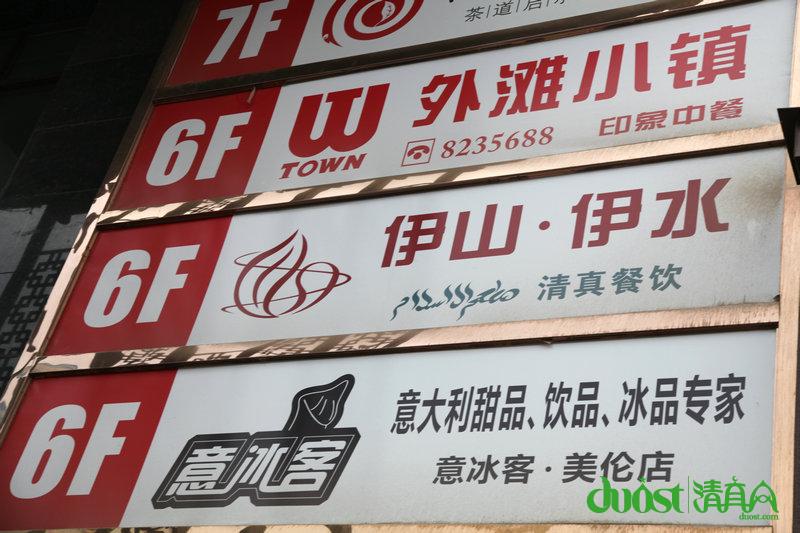 7F
茶|道|启
6F
TOWN
外滩小镇
8235688 印象中餐
6F
伊山·伊水
清真餐饮
6F
意冰客
意大利甜品、饮品、冰品专家
意冰客·美伦店
duost 清真人
duost.com